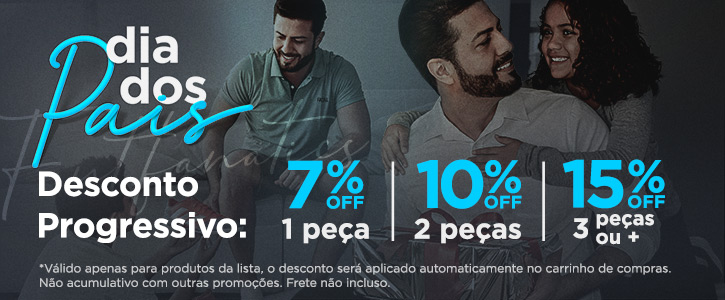 dia
dos
Pais
Desconto
Progressivo:
7% OFF
1 peça
10% OFF
2 peças
15% OFF
3 peças ou +
*Válido apenas para produtos da lista, o desconto será aplicado automaticamente no carrinho de compras.
Não acumulativo com outras promoções. Frete não incluso.